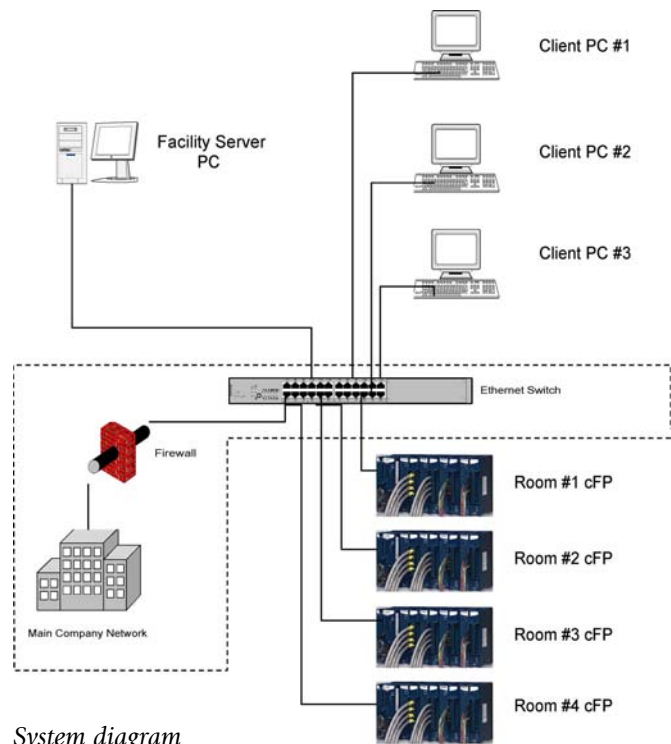 Client PC #1
Facility Server
PC
Client PC #2
Client PC #3
Ethernet Switch
Firewall
Room #1 cFP
Room #2 cFP
Main Company Network
Room #3 cFP
Room #4 cFP
System diagram